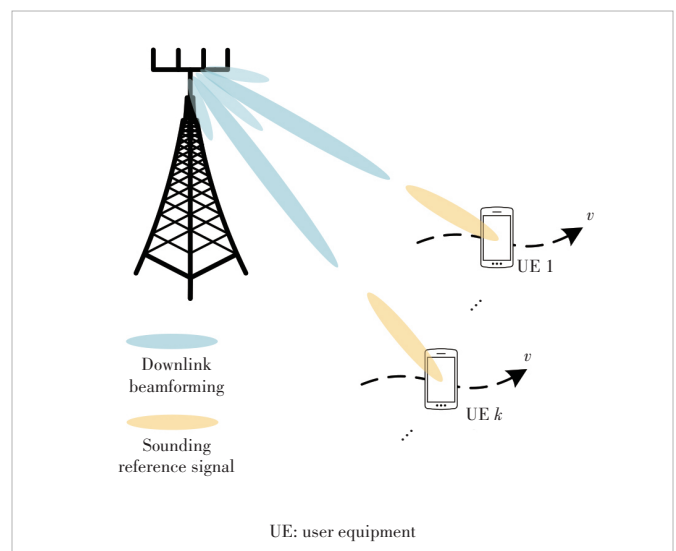 v
UE 1
v
UE k
Downlink
beamforming
Sounding
reference signal
UE: user equipment